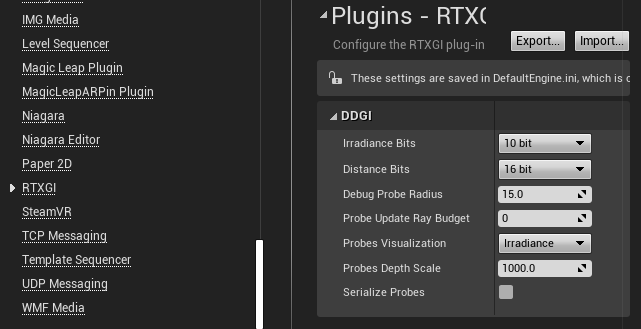 IMG Media
Level Sequencer
Magic Leap Plugin
MagicLeapARPin Plugin
Niagara
Niagara Editor
Paper 2D
RTXGI
SteamVR
TCP Messaging
Template Sequencer
UDP Messaging
WMF Media
Plugins - RTXG
Configure the RTXGI plug-in
Export...
Import...
These settings are saved in DefaultEngine.ini, which is c
DDGI
Irradiance Bits 10 bit
Distance Bits 16 bit
Debug Probe Radius 15.0
Probe Update Ray Budget 0
Probes Visualization Irradiance
Probes Depth Scale 1000.0
Serialize Probes